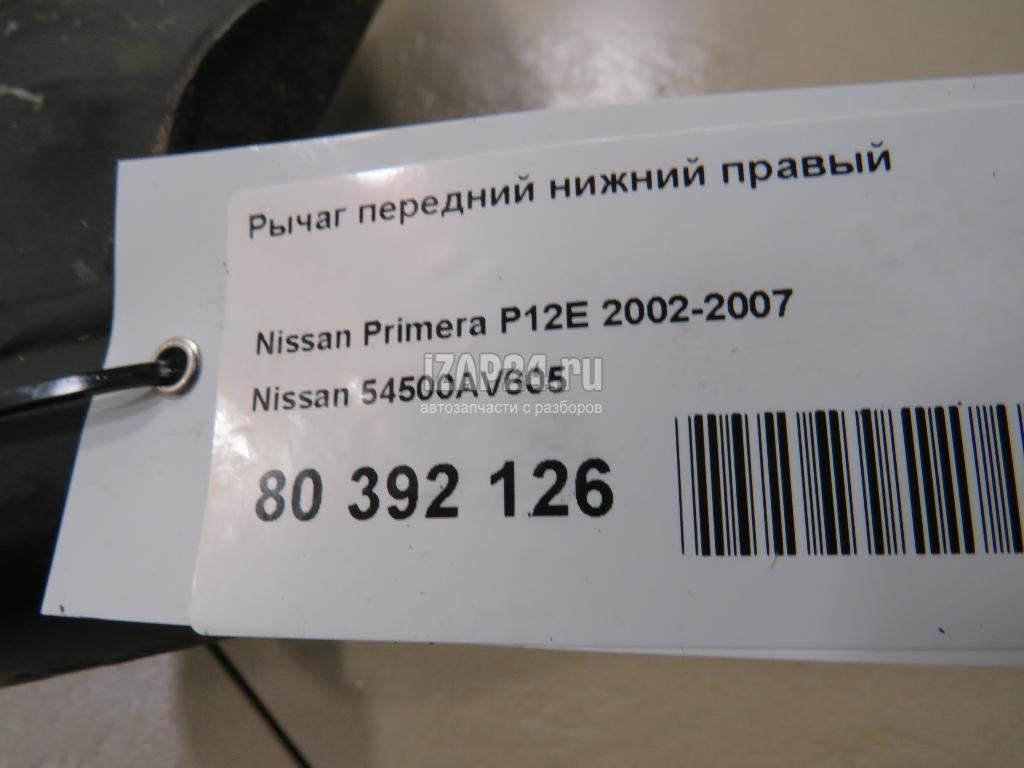 Рычаг передний нижний правый
Nissan Primera P12E 2002-2007
iZAP24.ru
Nissan 54500AV605
автозапчасти с разборов
80 392 126